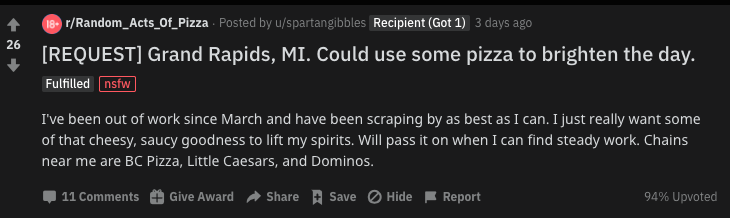 18+ r/Random_Acts_Of_Pizza · Posted by u/spartangibbles Recipient (Got 1) 3 days ago
26
[REQUEST] Grand Rapids, MI. Could use some pizza to brighten the day.
Fulfilled nsfw
I've been out of work since March and have been scraping by as best as I can. I just really want some
of that cheesy, saucy goodness to lift my spirits. Will pass it on when I can find steady work. Chains
near me are BC Pizza, Little Caesars, and Dominos.
11 Comments Give Award Share Save Hide Report 94% Upvoted